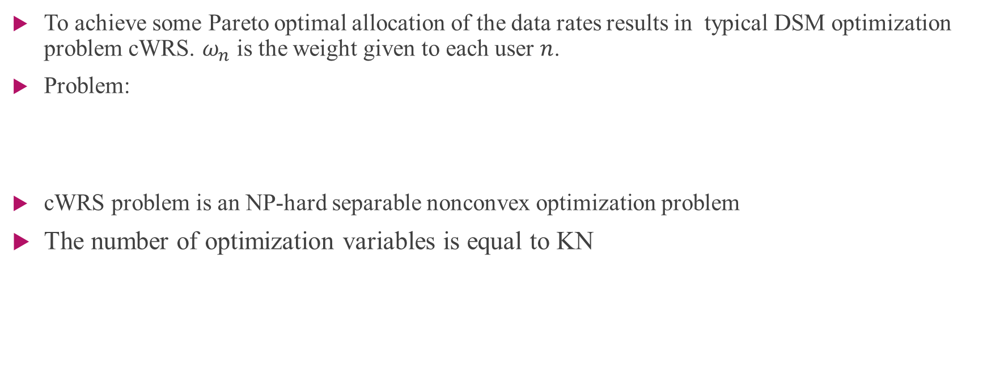 To achieve some Pareto optimal allocation of the data rates results in  typical DSM optimization
problem cWRS. ωₙ is the weight given to each user n.
Problem:
cWRS problem is an NP-hard separable nonconvex optimization problem
The number of optimization variables is equal to KN